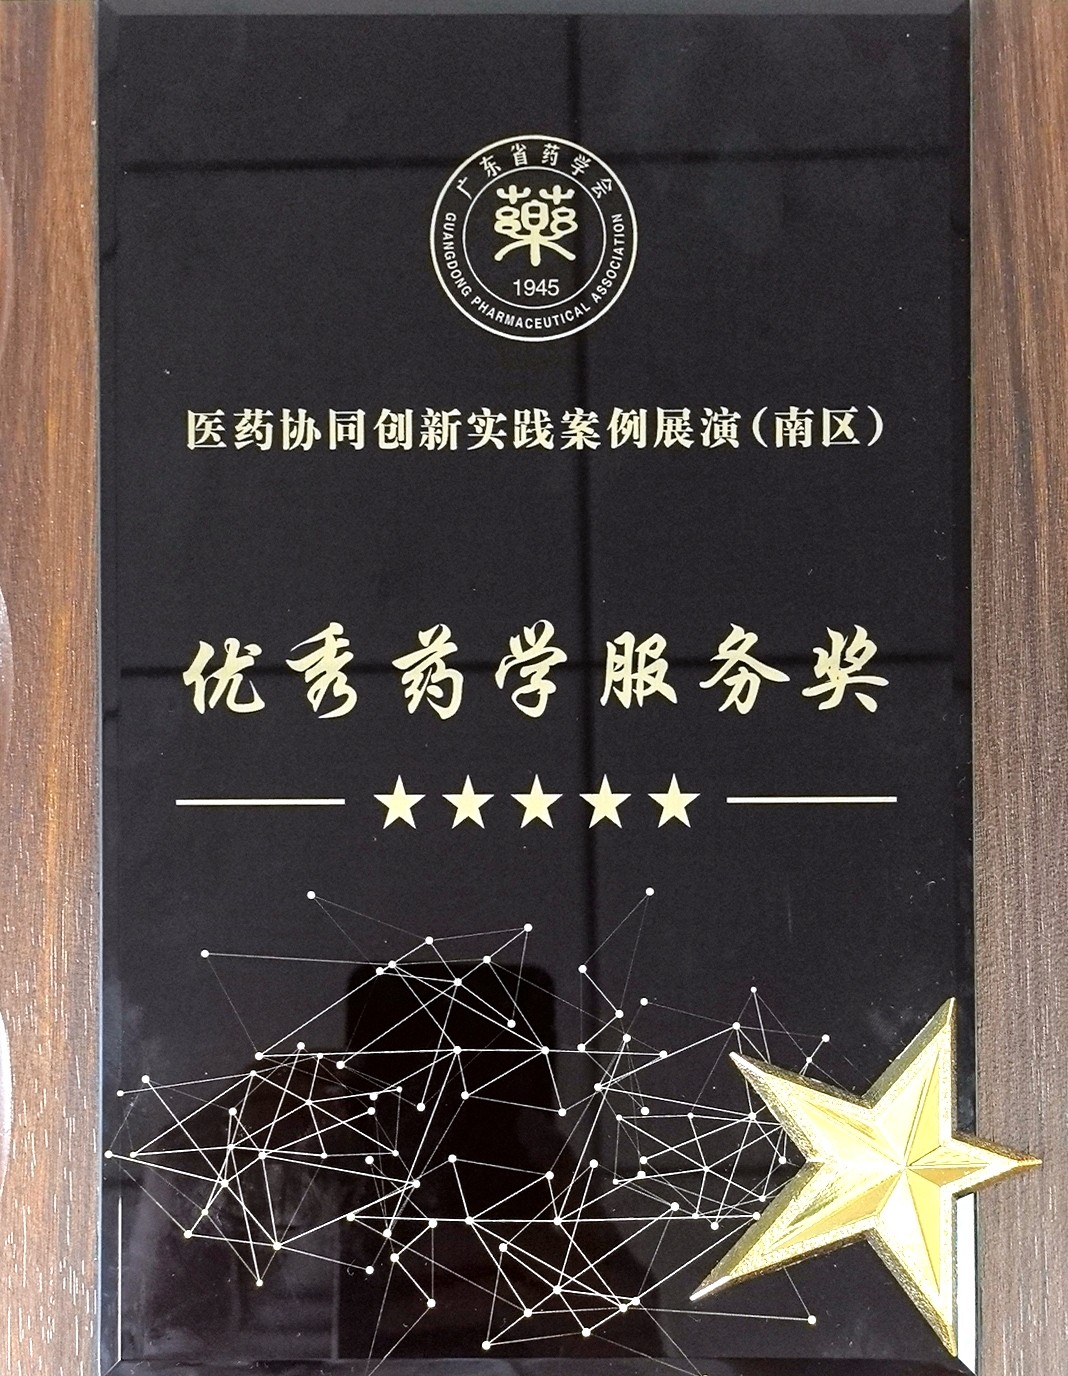 广东省药学会
藥
1945
GUANGDONG PHARMACEUTICAL ASSOCIATION
医药协同创新实践案例展演（南区）
优秀药学服务奖